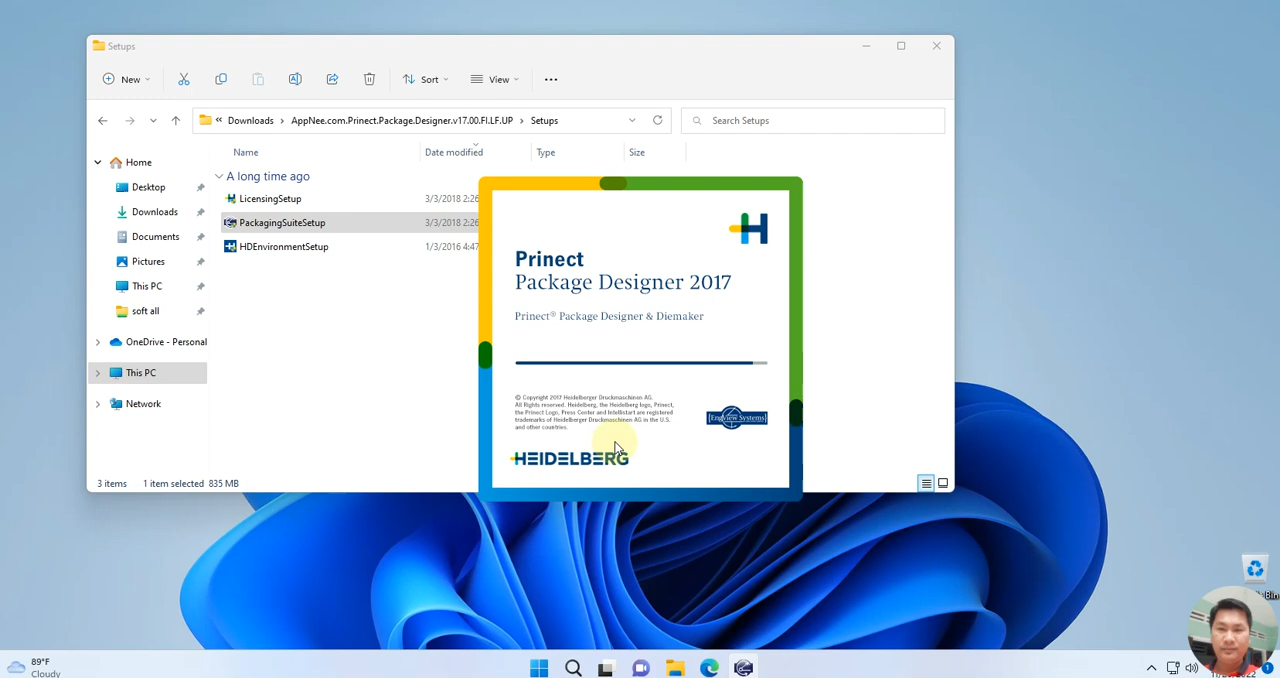 Setups
New
Sort
View
« Downloads › AppNee.com.Prinect.Package.Designer.v17.00.FI.LF.UP › Setups
Search Setups
Home
Desktop
Downloads
Documents
Pictures
This PC
soft all
OneDrive - Personal
This PC
Network
Name Date modified Type Size
A long time ago
LicensingSetup 3/3/2018 2:26
PackagingSuiteSetup 3/3/2018 2:26
HDEnvironmentSetup 1/3/2016 4:47
Prinect
Package Designer 2017
Prinect® Package Designer & Diemaker
© Copyright 2017 Heidelberger Druckmaschinen AG.
All Rights reserved. Heidelberg, the Heidelberg logo, Prinect,
the Prinect Logo, Press Center and Intellistart are registered
trademarks of Heidelberger Druckmaschinen AG in the U.S.
and other countries.
EngView Systems
HEIDELBERG
3 items 1 item selected 835 MB
89°F
Cloudy
1